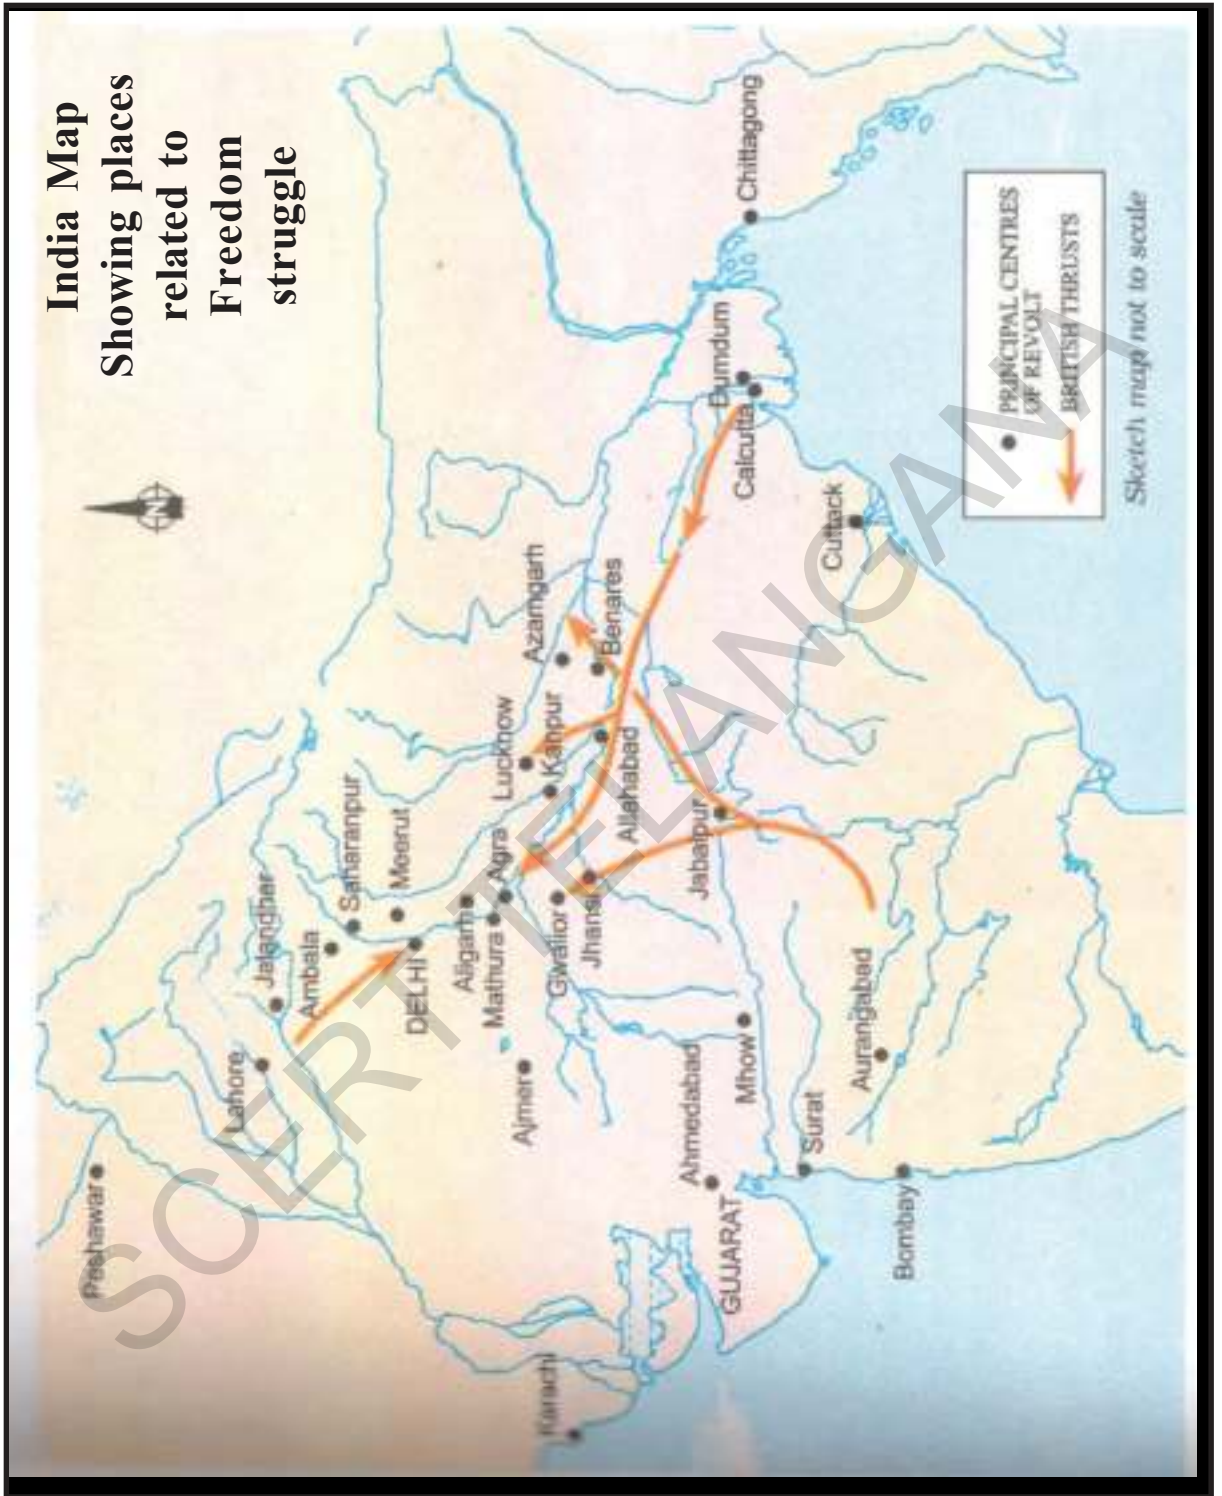 India Map
Showing places
related to
Freedom
struggle
N
Peshawar
Lahore
Jalandhar
Ambala
Saharanpur
Meerut
DELHI
Aligarh
Mathura
Agra
Ajmer
Gwalior
Jhansi
Lucknow
Kanpur
Azamgarh
Benares
Allahabad
Karachi
GUJARAT
Ahmedabad
Mhow
Jabalpur
Calcutta
Dumdum
Chittagong
Surat
Aurangabad
Bombay
Cuttack
PRINCIPAL CENTRES
OF REVOLT
BRITISH THRUSTS
Sketch map not to scale
SCERT TELANGANA